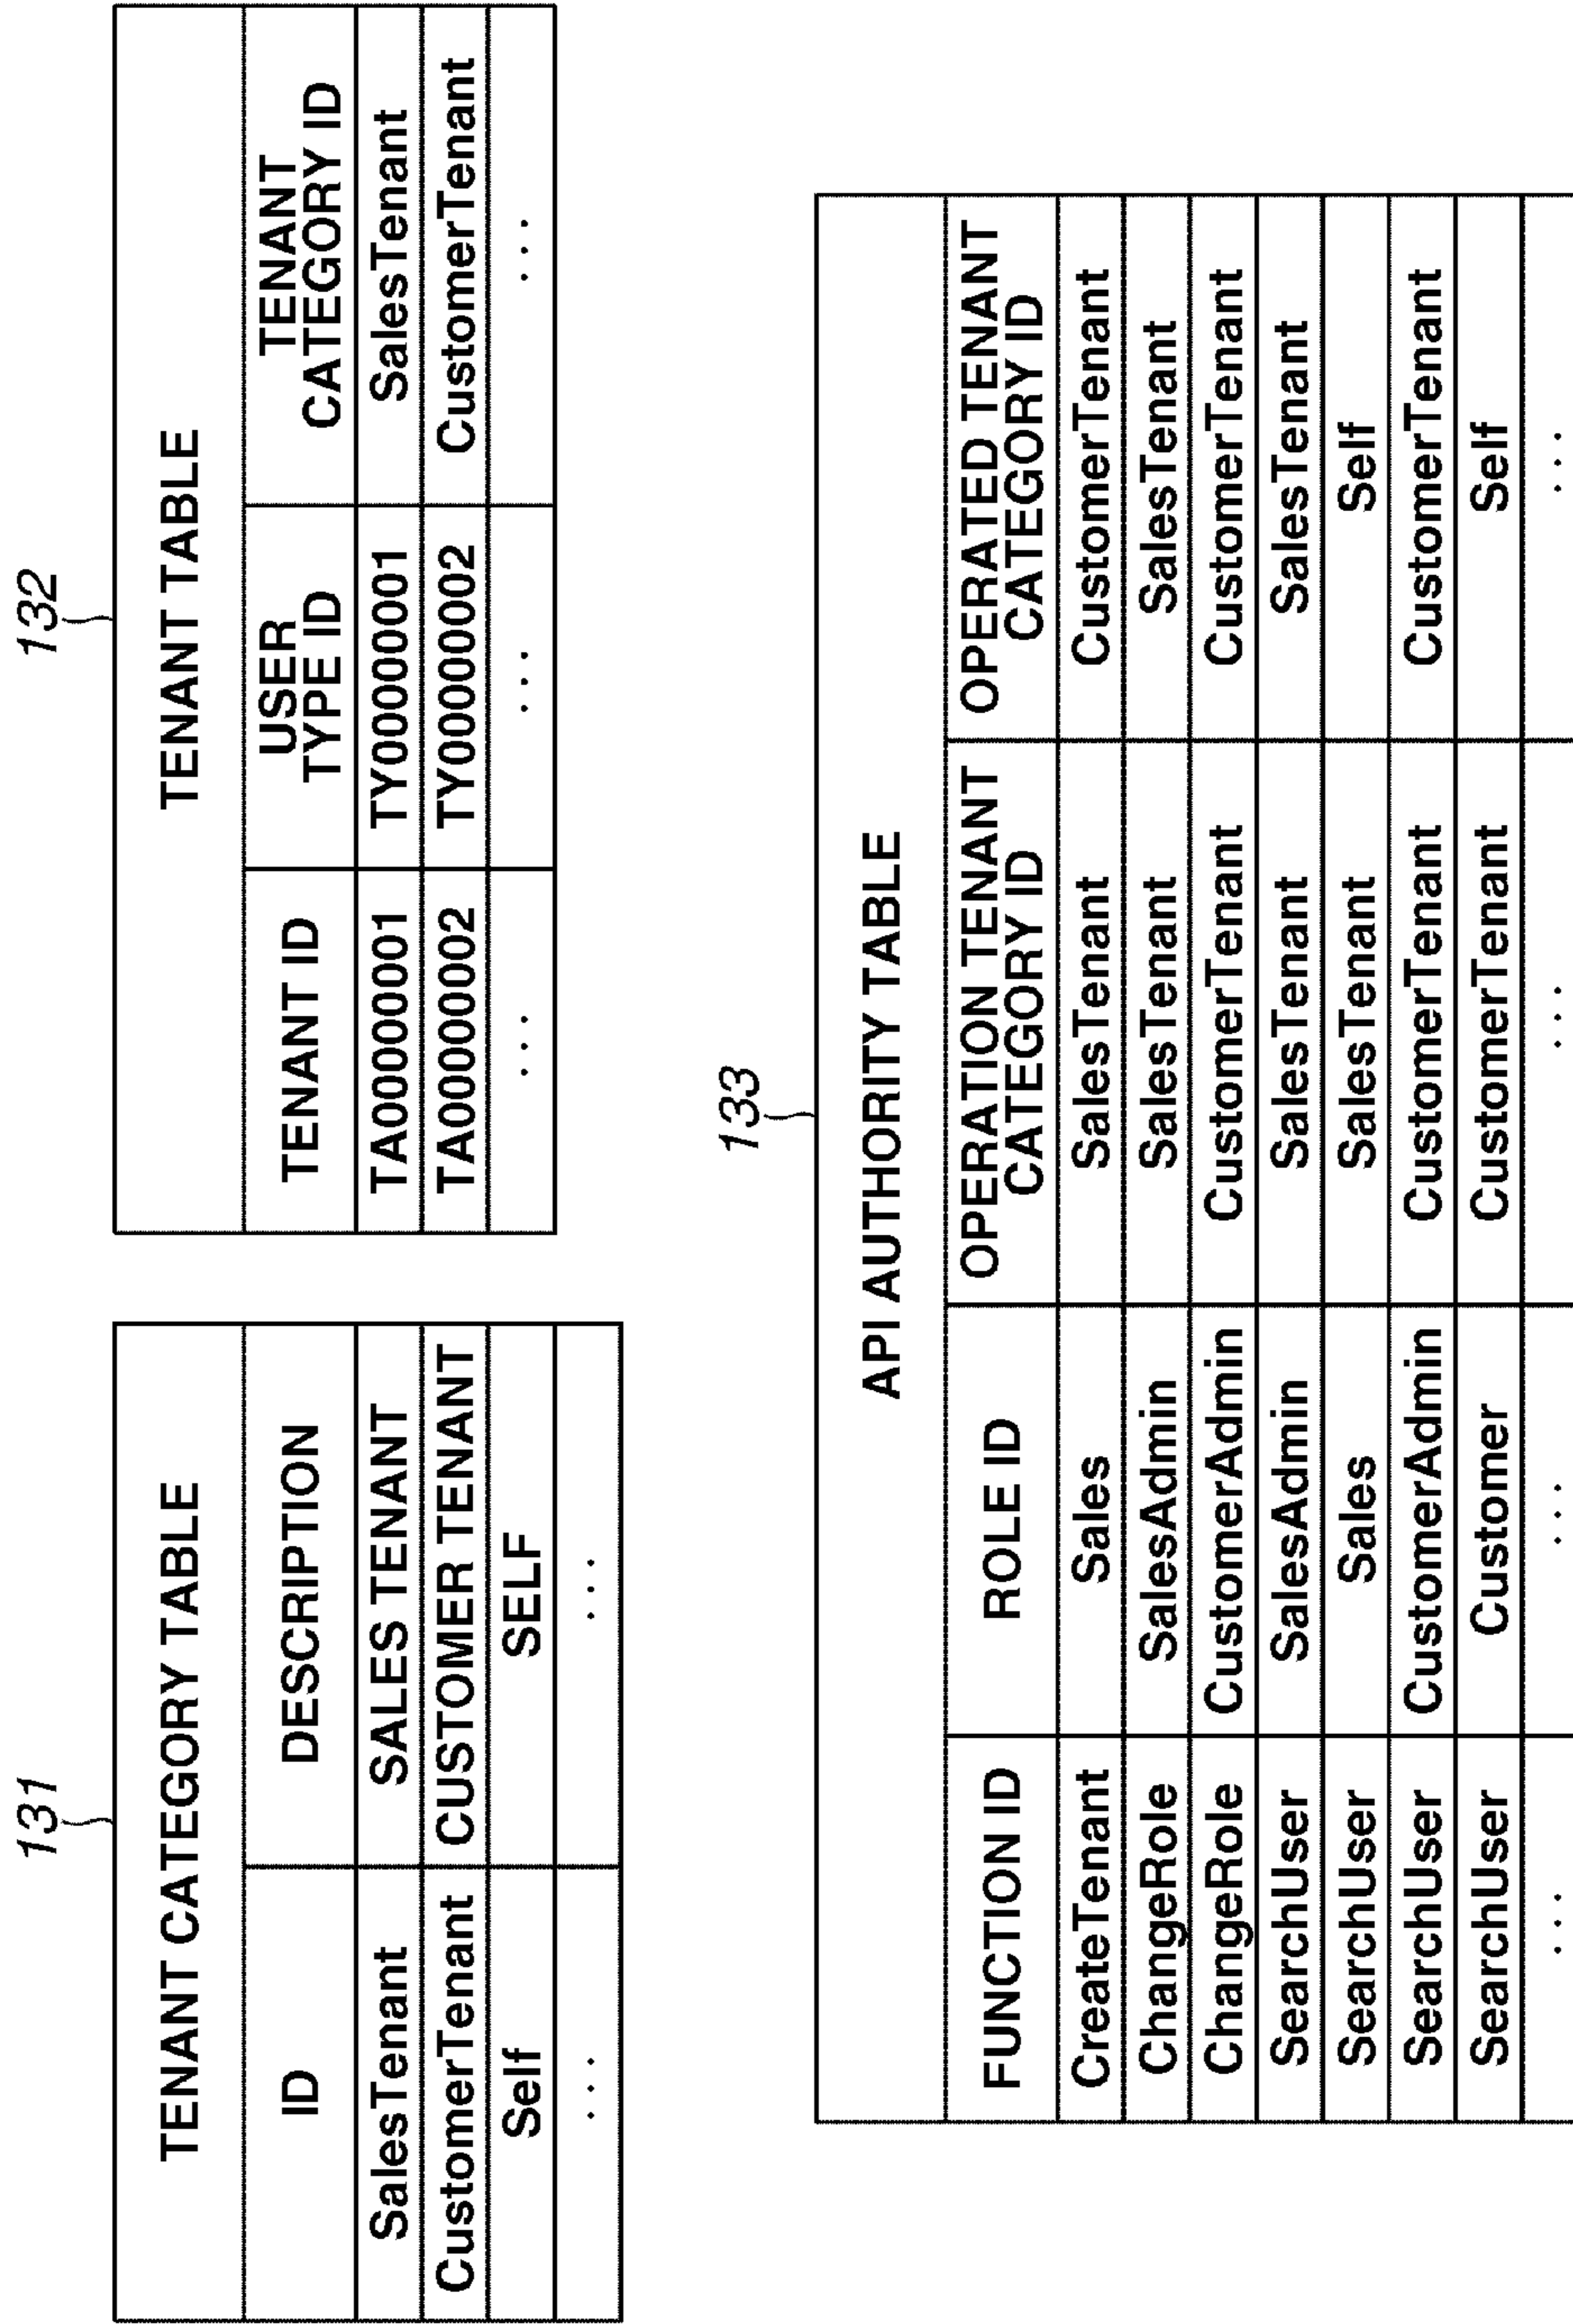 131
TENANT CATEGORY TABLE
ID DESCRIPTION
SalesTenant SALES TENANT
CustomerTenant CUSTOMER TENANT
Self SELF
... ...
132
TENANT TABLE
TENANT ID USER TYPE ID TENANT CATEGORY ID
TA00000001 TY00000001 SalesTenant
TA00000002 TY00000002 CustomerTenant
... ... ...
133
API AUTHORITY TABLE
FUNCTION ID ROLE ID OPERATION TENANT CATEGORY ID OPERATED TENANT CATEGORY ID
CreateTenant Sales SalesTenant CustomerTenant
ChangeRole SalesAdmin SalesTenant SalesTenant
ChangeRole CustomerAdmin CustomerTenant CustomerTenant
SearchUser SalesAdmin SalesTenant SalesTenant
SearchUser Sales SalesTenant Self
SearchUser CustomerAdmin CustomerTenant CustomerTenant
SearchUser Customer CustomerTenant Self
... ... ... ...